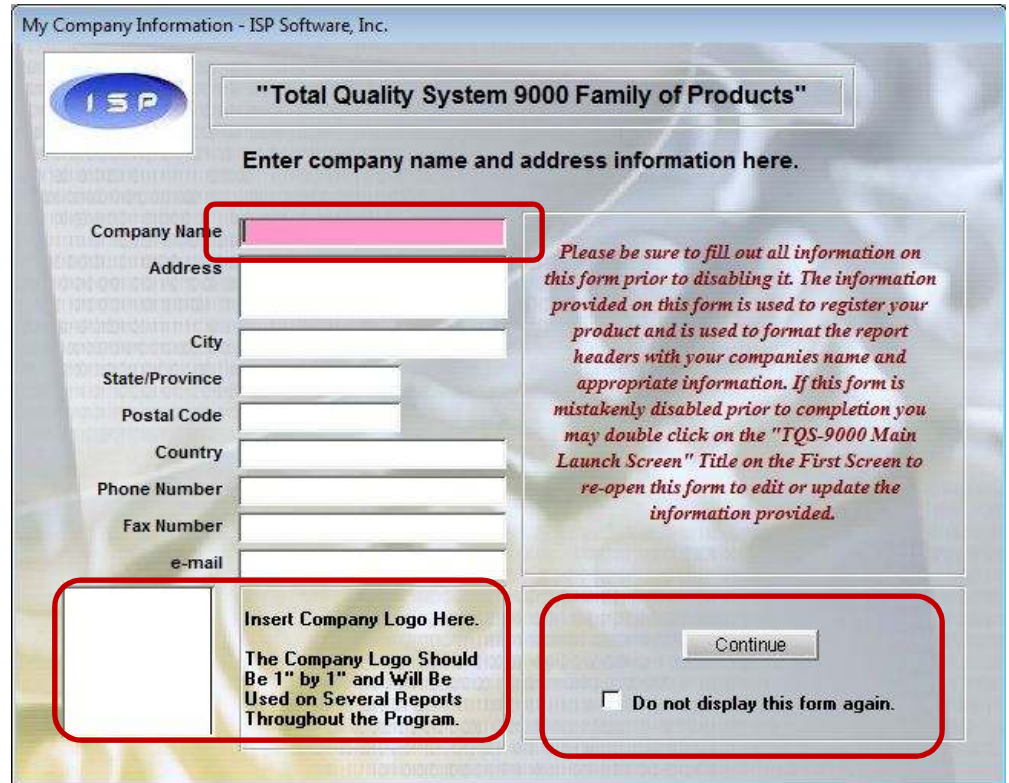 My Company Information - ISP Software, Inc.
ISP
"Total Quality System 9000 Family of Products"
Enter company name and address information here.
Company Name
Address
City
State/Province
Postal Code
Country
Phone Number
Fax Number
e-mail
Please be sure to fill out all information on
this form prior to disabling it. The information
provided on this form is used to register your
product and is used to format the report
headers with your companies name and
appropriate information. If this form is
mistakenly disabled prior to completion you
may double click on the "TQS-9000 Main
Launch Screen" Title on the First Screen to
re-open this form to edit or update the
information provided.
Insert Company Logo Here.
The Company Logo Should
Be 1" by 1" and Will Be
Used on Several Reports
Throughout the Program.
Continue
Do not display this form again.